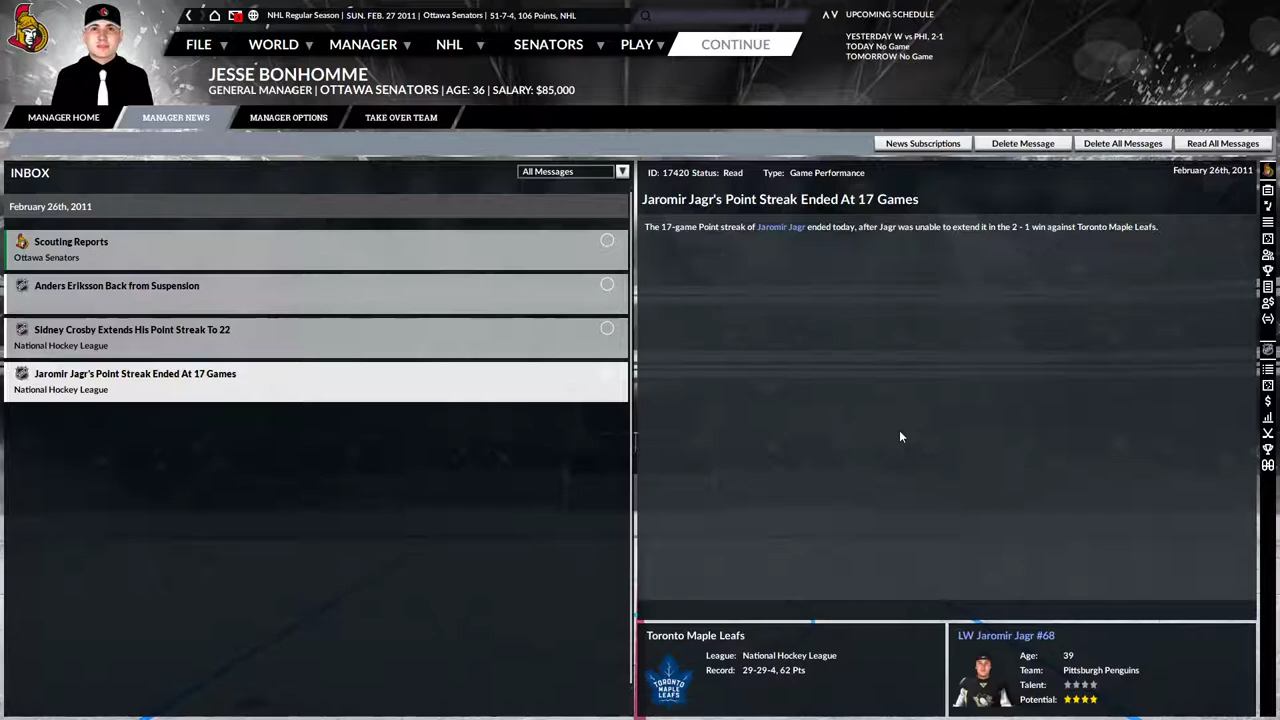 NHL Regular Season | SUN. FEB. 27 2011 | Ottawa Senators | 51-7-4, 106 Points, NHL
FILE
WORLD
MANAGER
NHL
SENATORS
PLAY
CONTINUE
UPCOMING SCHEDULE
YESTERDAY W vs PHI, 2-1
TODAY No Game
TOMORROW No Game
JESSE BONHOMME
GENERAL MANAGER | OTTAWA SENATORS | AGE: 36 | SALARY: $85,000
MANAGER HOME
MANAGER NEWS
MANAGER OPTIONS
TAKE OVER TEAM
News Subscriptions
Delete Message
Delete All Messages
Read All Messages
INBOX
All Messages
February 26th, 2011
Scouting Reports
Ottawa Senators
Anders Eriksson Back from Suspension
Sidney Crosby Extends His Point Streak To 22
National Hockey League
Jaromir Jagr's Point Streak Ended At 17 Games
National Hockey League
ID: 17420 Status: Read Type: Game Performance
February 26th, 2011
Jaromir Jagr's Point Streak Ended At 17 Games
The 17-game Point streak of Jaromir Jagr ended today, after Jagr was unable to extend it in the 2 - 1 win against Toronto Maple Leafs.
Toronto Maple Leafs
League: National Hockey League
Record: 29-29-4, 62 Pts
TORONTO
MAPLE
LEAFS
LW Jaromir Jagr #68
Age: 39
Team: Pittsburgh Penguins
Talent:
Potential: